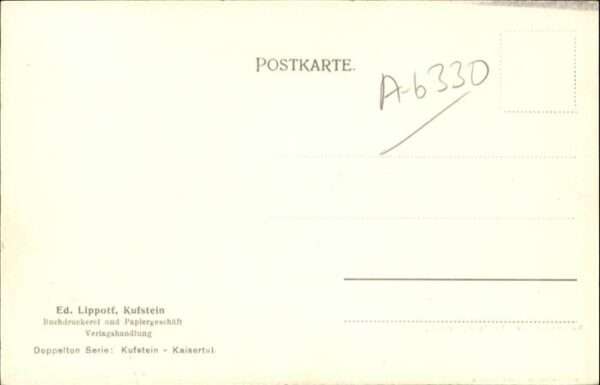 POSTKARTE.
A-6330
Ed. Lippott, Kufstein
Buchdruckerei und Papiergeschäft
Verlagshandlung
Doppelton Serie: Kufstein - Kaisertal.